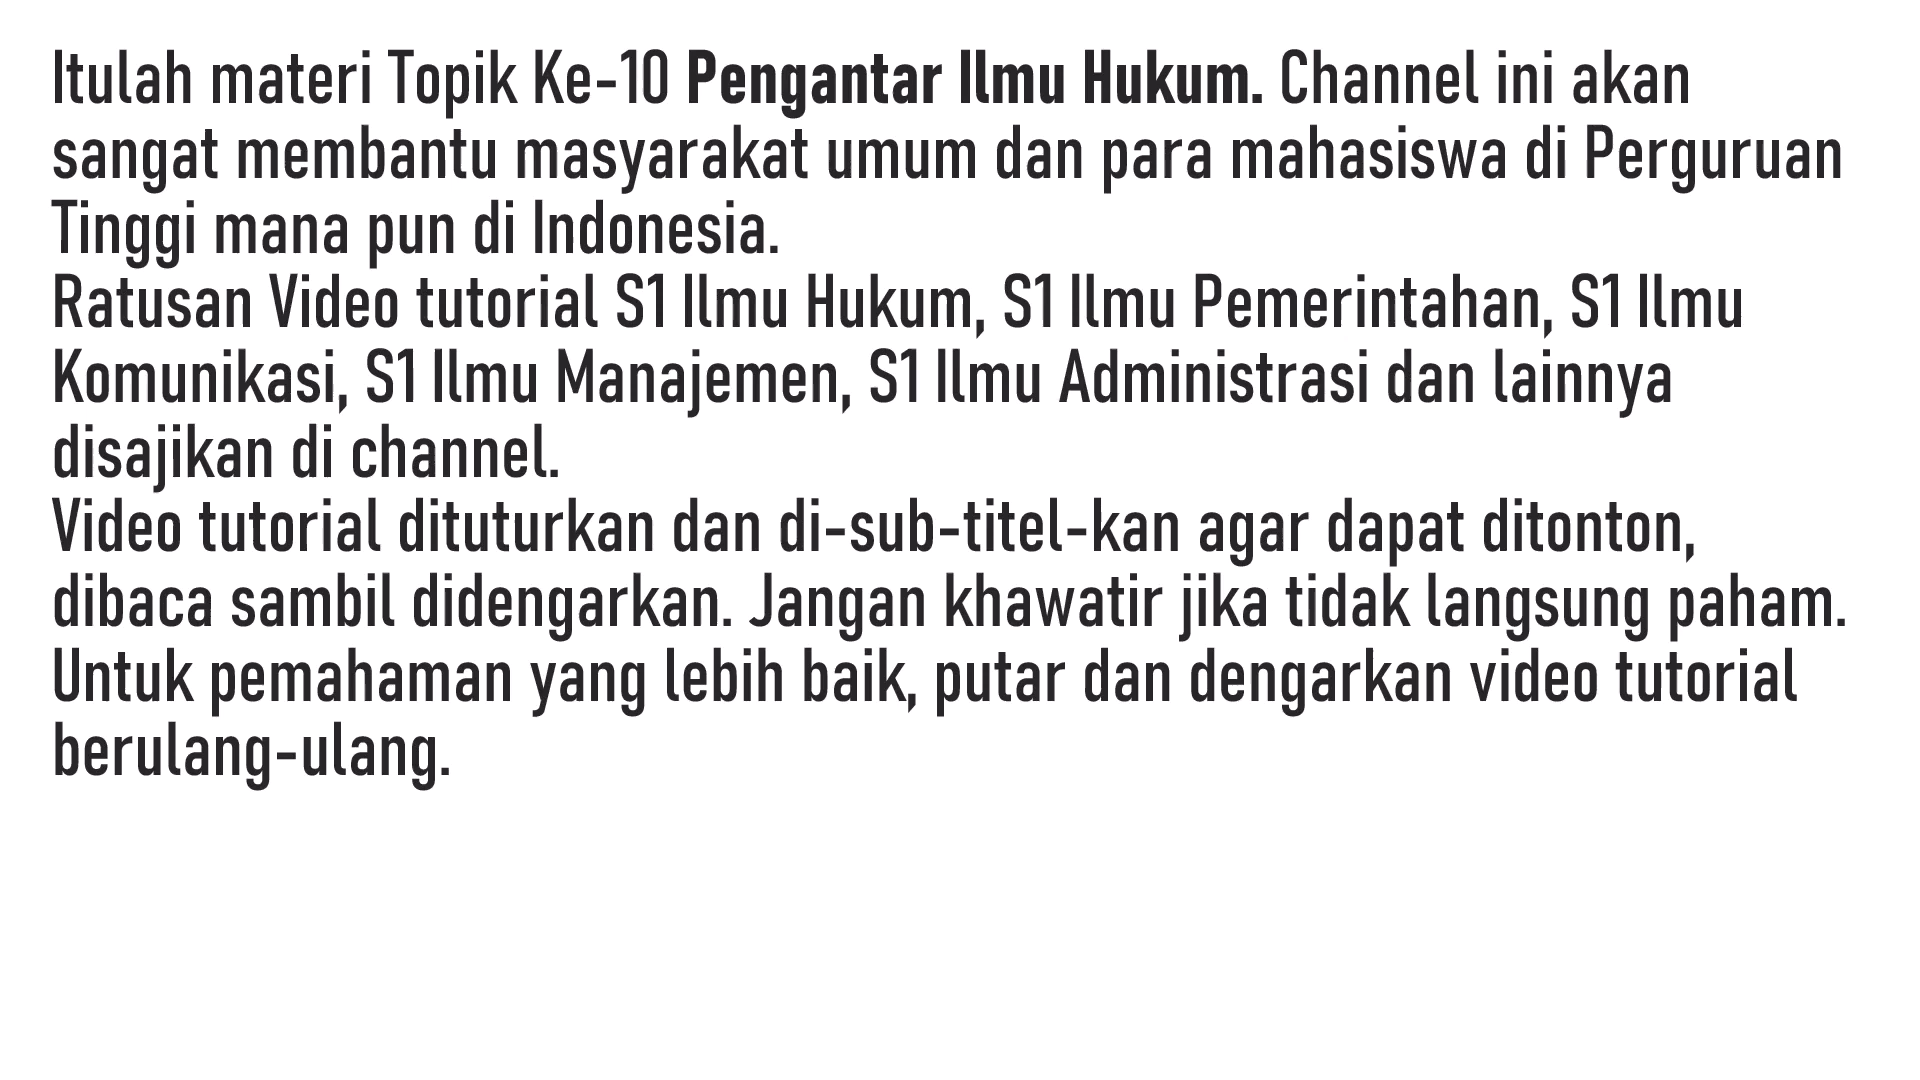 Itulah materi Topik Ke-10 Pengantar Ilmu Hukum. Channel ini akan
sangat membantu masyarakat umum dan para mahasiswa di Perguruan
Tinggi mana pun di Indonesia.
Ratusan Video tutorial S1 Ilmu Hukum, S1 Ilmu Pemerintahan, S1 Ilmu
Komunikasi, S1 Ilmu Manajemen, S1 Ilmu Administrasi dan lainnya
disajikan di channel.
Video tutorial dituturkan dan di-sub-titel-kan agar dapat ditonton,
dibaca sambil didengarkan. Jangan khawatir jika tidak langsung paham.
Untuk pemahaman yang lebih baik, putar dan dengarkan video tutorial
berulang-ulang.